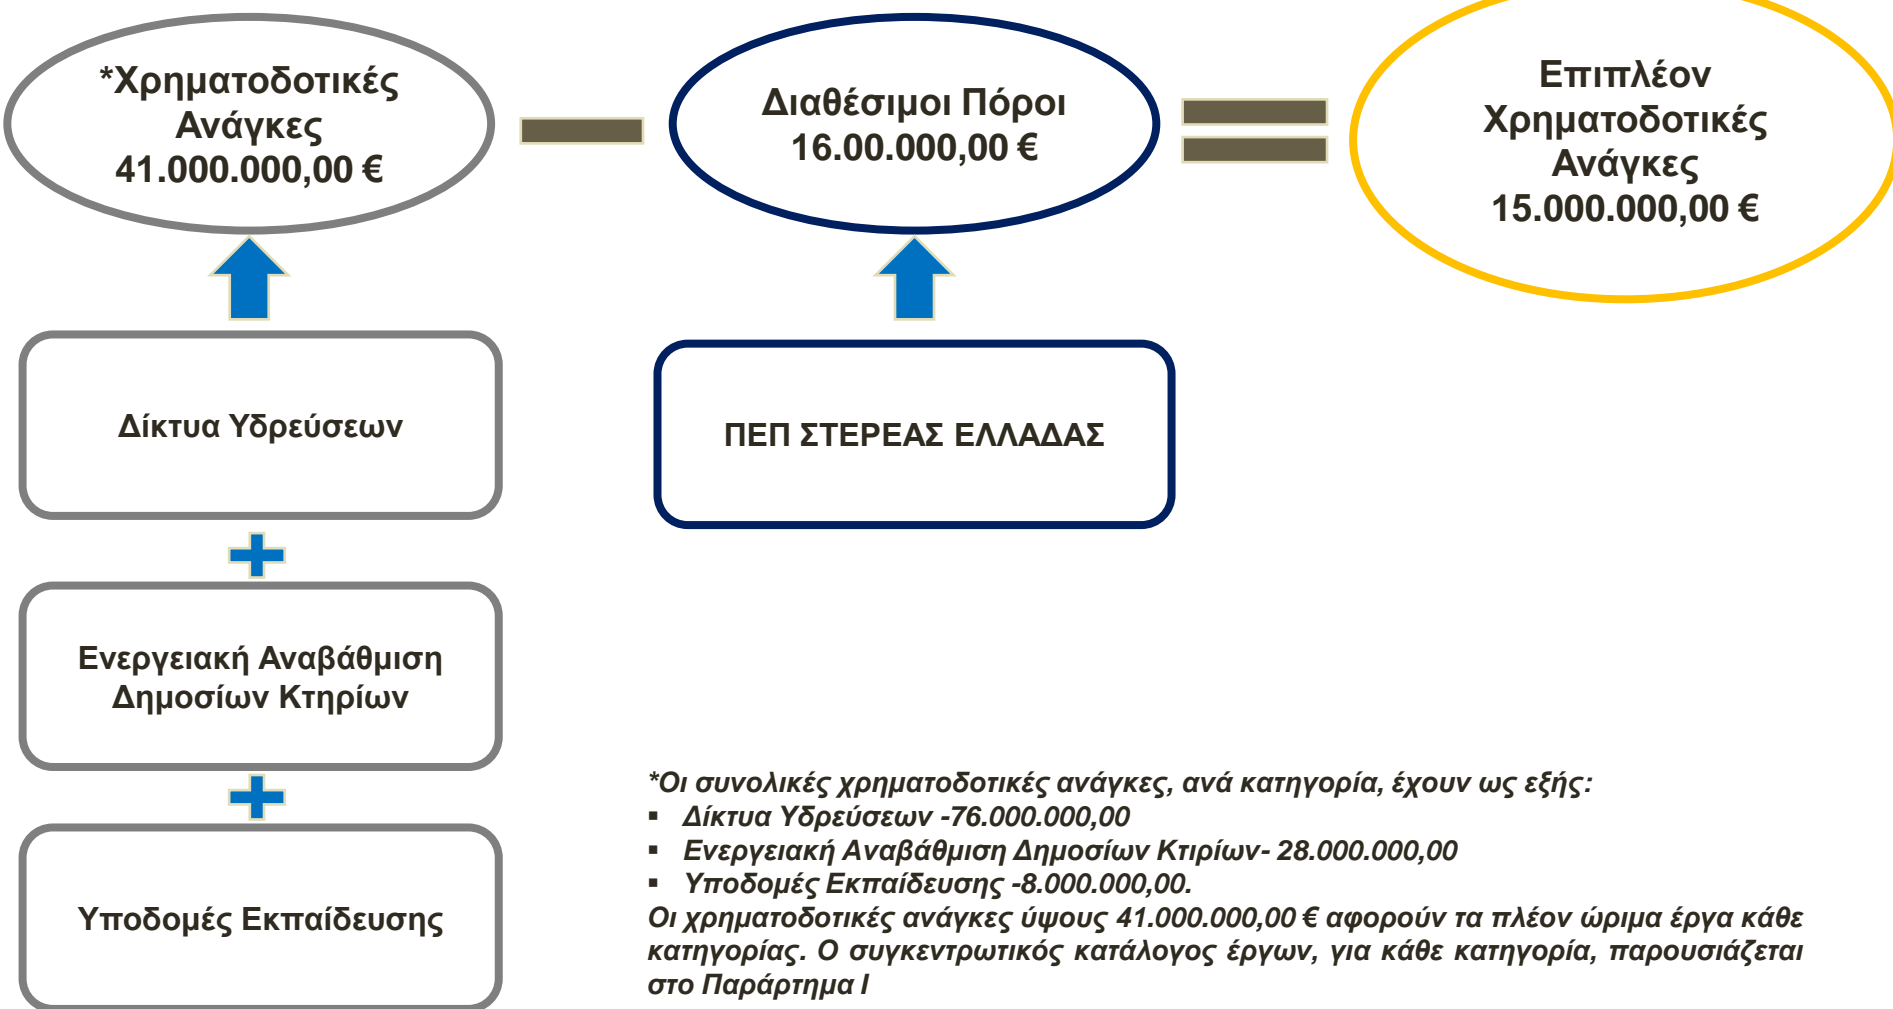 *Χρηματοδοτικές
Ανάγκες
41.000.000,00 €
Διαθέσιμοι Πόροι
16.00.000,00 €
Επιπλέον
Χρηματοδοτικές
Ανάγκες
15.000.000,00 €
Δίκτυα Υδρεύσεων
ΠΕΠ ΣΤΕΡΕΑΣ ΕΛΛΑΔΑΣ
Ενεργειακή Αναβάθμιση
Δημοσίων Κτηρίων
Υποδομές Εκπαίδευσης
*Οι συνολικές χρηματοδοτικές ανάγκες, ανά κατηγορία, έχουν ως εξής:
▪ Δίκτυα Υδρεύσεων -76.000.000,00
▪ Ενεργειακή Αναβάθμιση Δημοσίων Κτιρίων- 28.000.000,00
▪ Υποδομές Εκπαίδευσης -8.000.000,00.
Οι χρηματοδοτικές ανάγκες ύψους 41.000.000,00 € αφορούν τα πλέον ώριμα έργα κάθε
κατηγορίας. Ο συγκεντρωτικός κατάλογος έργων, για κάθε κατηγορία, παρουσιάζεται
στο Παράρτημα Ι